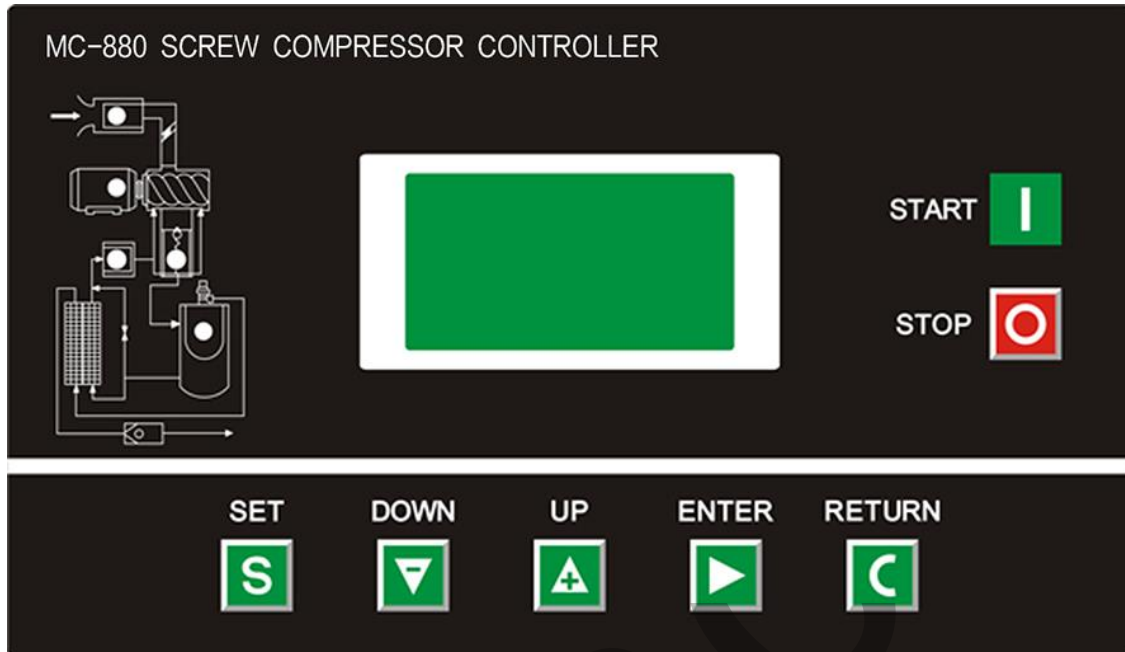 MC-880 SCREW COMPRESSOR CONTROLLER
START I
STOP O
SET DOWN UP ENTER RETURN
S - + C